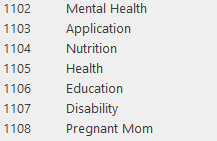 1102 Mental Health
1103 Application
1104 Nutrition
1105 Health
1106 Education
1107 Disability
1108 Pregnant Mom